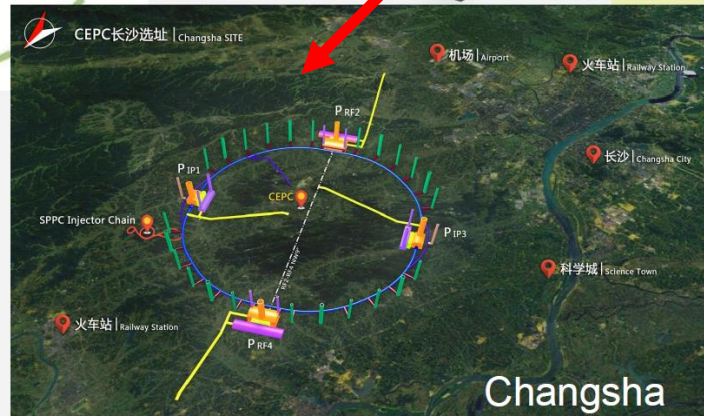 CEPC长沙选址 | Changsha SITE
机场 | Airport
火车站 | Railway Station
P RF2
长沙 | Changsha City
P IP1
CEPC
SPPC Injector Chain
P IP3
科学城 | Science Town
火车站 | Railway Station
P RF4
Changsha